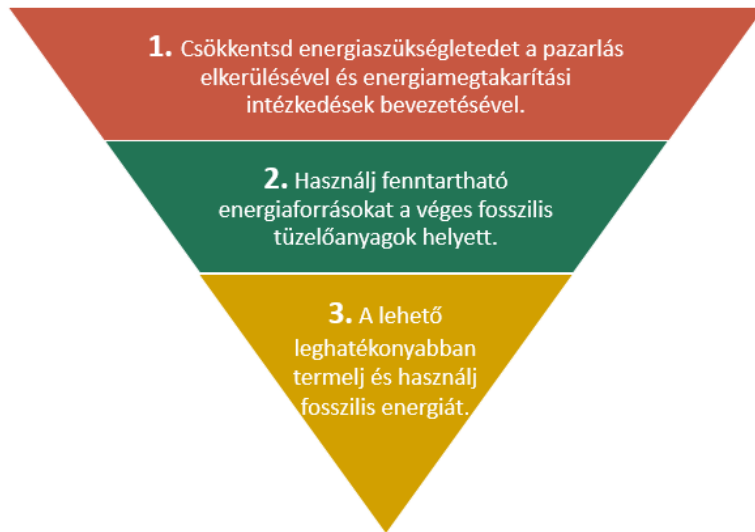 1. Csökkentsd energiaszükségletedet a pazarlás
elkerülésével és energiamegtakarítási
intézkedések bevezetésével.
2. Használj fenntartható
energiaforrásokat a véges fosszilis
tüzelőanyagok helyett.
3. A lehető
leghatékonyabban
termelj és használj
fosszilis energiát.